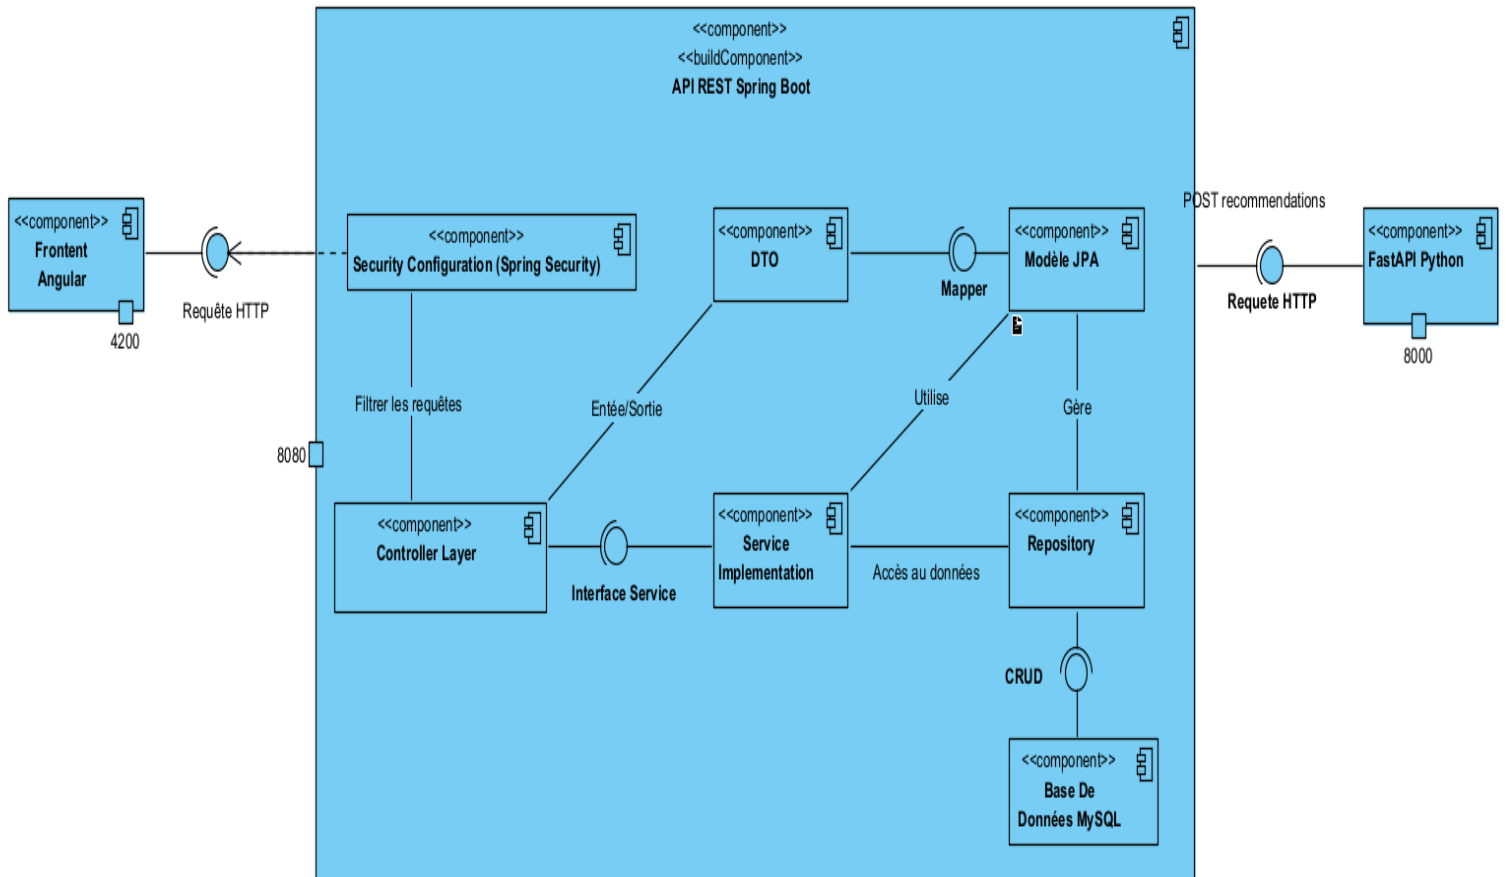 <<component>>
<<buildComponent>>
API REST Spring Boot
<<component>>
Frontent
Angular
4200
Requête HTTP
<<component>>
Security Configuration (Spring Security)
<<component>>
DTO
Mapper
<<component>>
Modèle JPA
POST recommendations
Requete HTTP
<<component>>
FastAPI Python
8000
Filtrer les requêtes
Entée/Sortie
Utilise
Gère
8080
<<component>>
Controller Layer
Interface Service
<<component>>
Service
Implementation
Accès au données
<<component>>
Repository
CRUD
<<component>>
Base De
Données MySQL